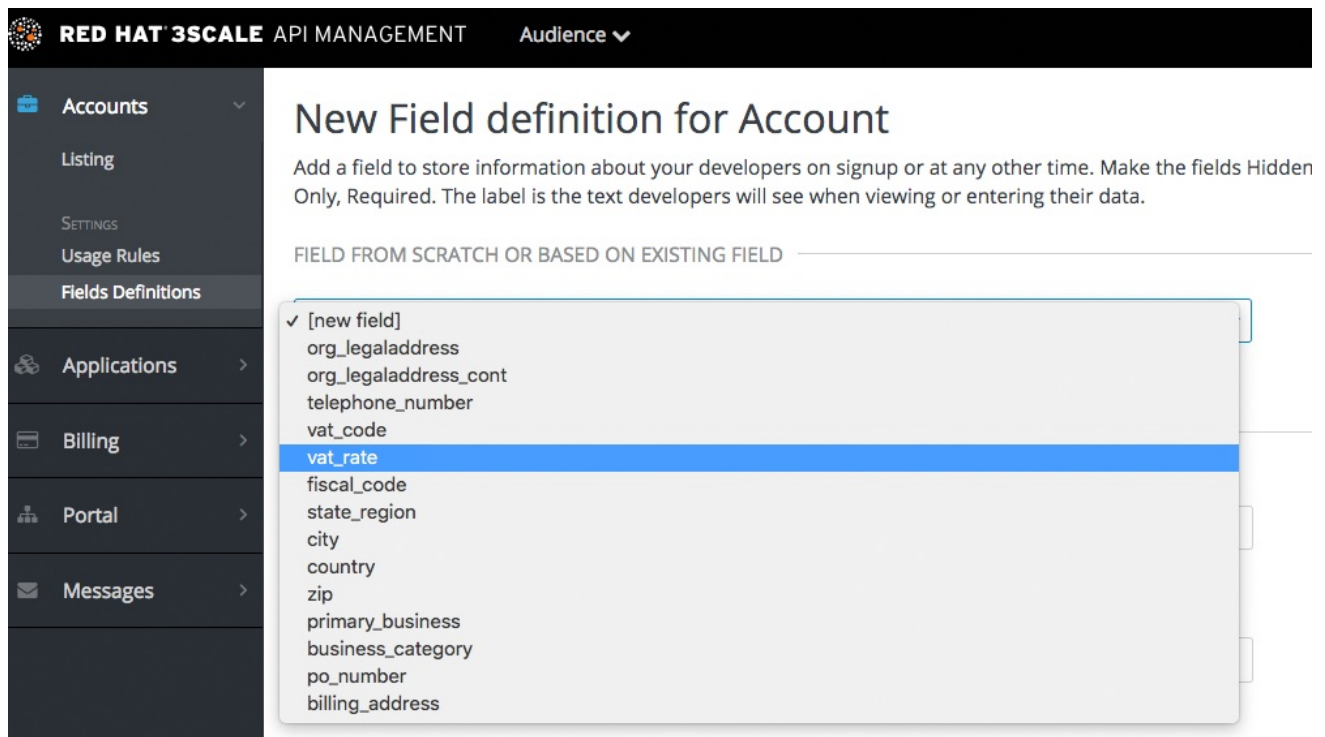 RED HAT 3SCALE API MANAGEMENT Audience
Accounts
Listing
SETTINGS
Usage Rules
Fields Definitions
Applications
Billing
Portal
Messages
New Field definition for Account
Add a field to store information about your developers on signup or at any other time. Make the fields Hidden
Only, Required. The label is the text developers will see when viewing or entering their data.
FIELD FROM SCRATCH OR BASED ON EXISTING FIELD
✓ [new field]
org_legaladdress
org_legaladdress_cont
telephone_number
vat_code
vat_rate
fiscal_code
state_region
city
country
zip
primary_business
business_category
po_number
billing_address